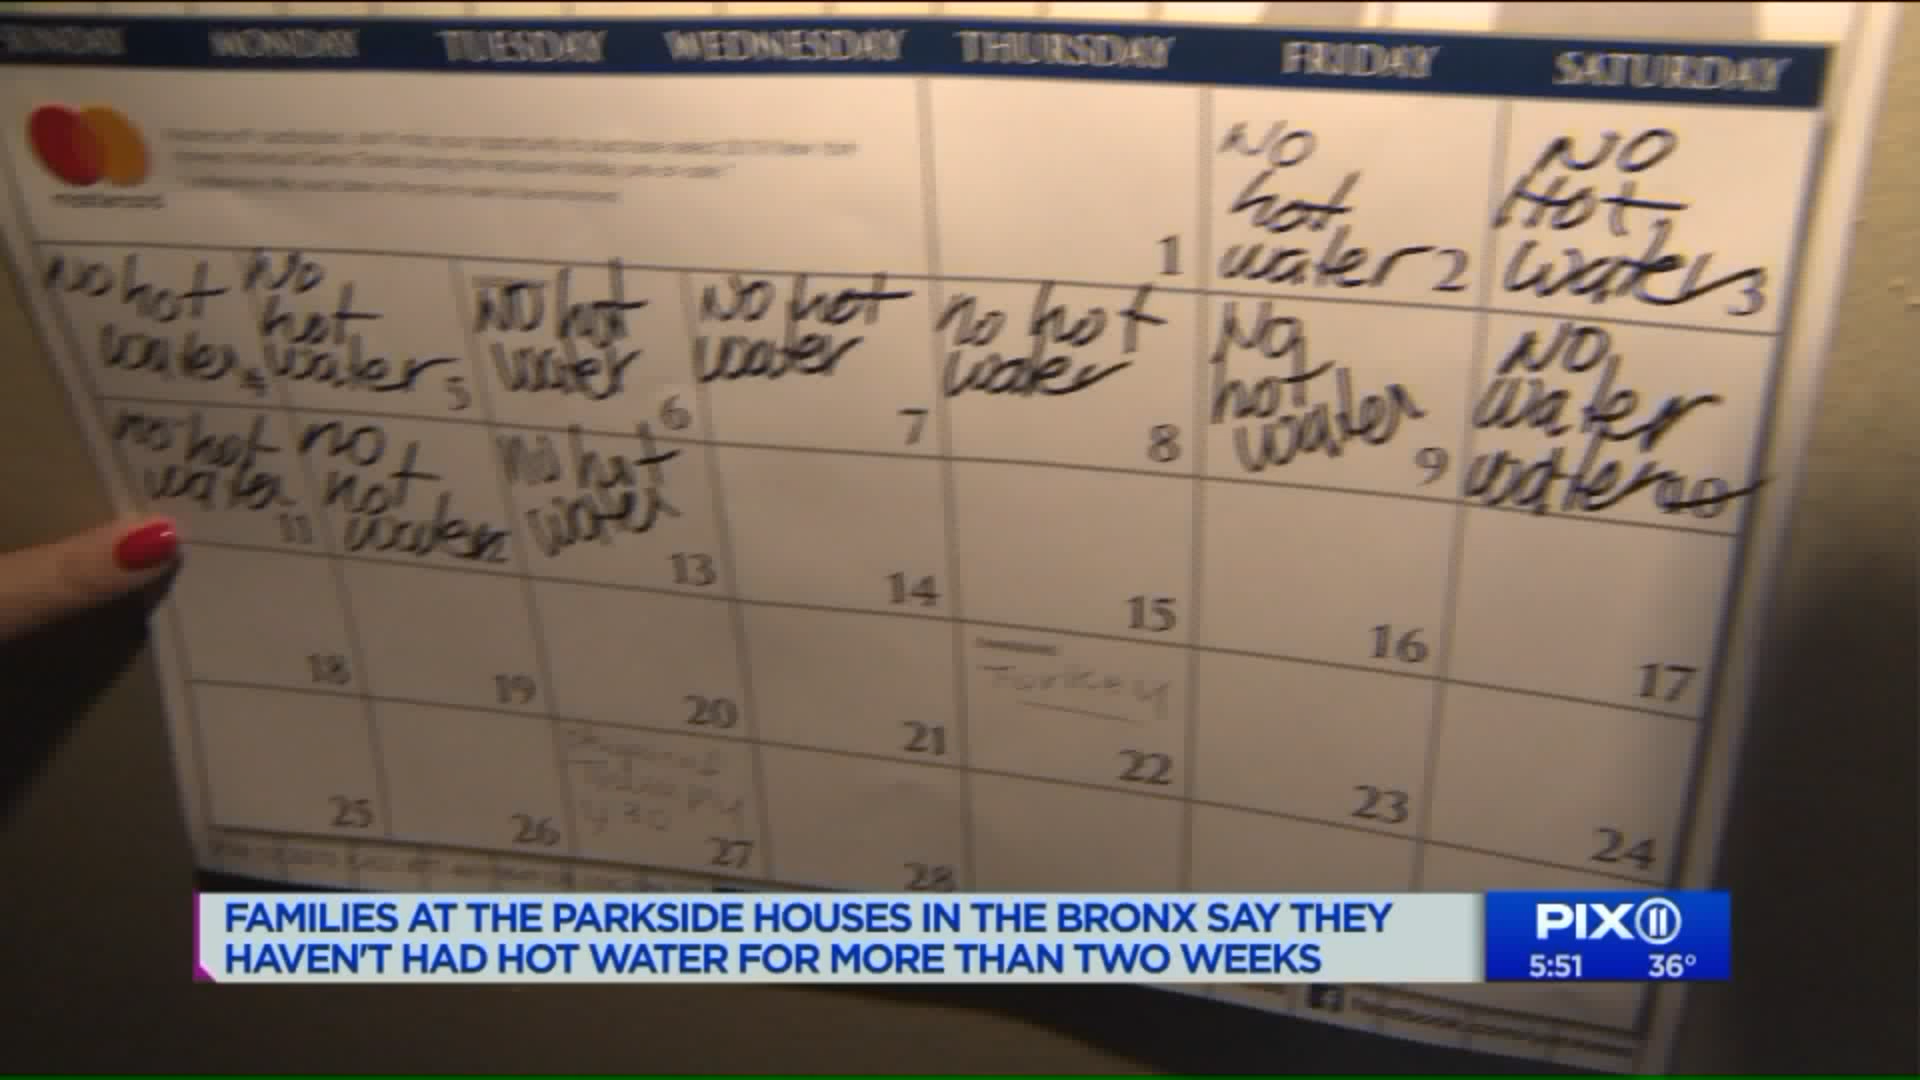 SUNDAY MONDAY TUESDAY WEDNESDAY THURSDAY FRIDAY SATURDAY
mastercard
1
No
hot
water 2
NO
Hot
water 3
No hot
water 4
No
hot
water 5
NO hot
water
6
No hot
water
7
no hot
water
8
No
hot
water
9
NO
water
water 10
no hot
water
11
no
hot
water
no hot
water
13
14
15
16
17
18
19
20
21
Turkey
22
23
24
25
26
27
28
FAMILIES AT THE PARKSIDE HOUSES IN THE BRONX SAY THEY
HAVEN'T HAD HOT WATER FOR MORE THAN TWO WEEKS
PIX11
5:51 36°